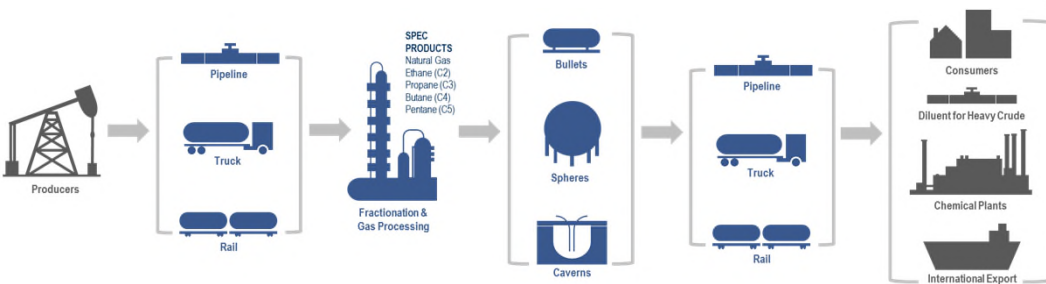 Producers
Pipeline
Truck
Rail
SPEC
PRODUCTS
Natural Gas
Ethane (C2)
Propane (C3)
Butane (C4)
Pentane (C5)
Fractionation &
Gas Processing
Bullets
Spheres
Caverns
Pipeline
Truck
Rail
Consumers
Diluent for Heavy Crude
Chemical Plants
International Export